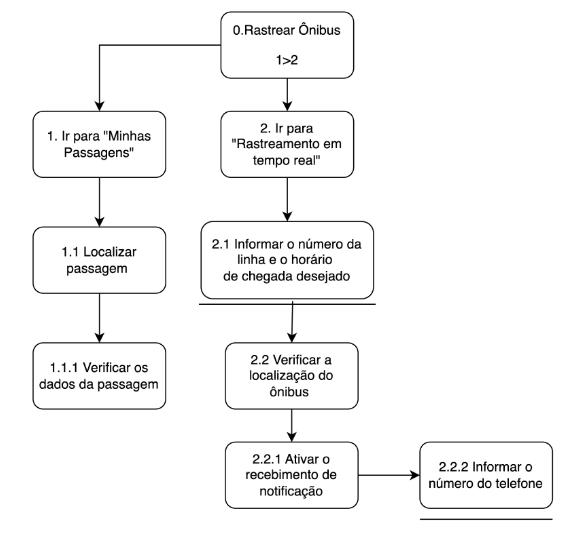 0.Rastrear Ônibus
1>2
1. Ir para "Minhas
Passagens"
2. Ir para
"Rastreamento em
tempo real"
1.1 Localizar
passagem
2.1 Informar o número da
linha e o horário
de chegada desejado
1.1.1 Verificar os
dados da passagem
2.2 Verificar a
localização do
ônibus
2.2.1 Ativar o
recebimento de
notificação
2.2.2 Informar o
número do telefone